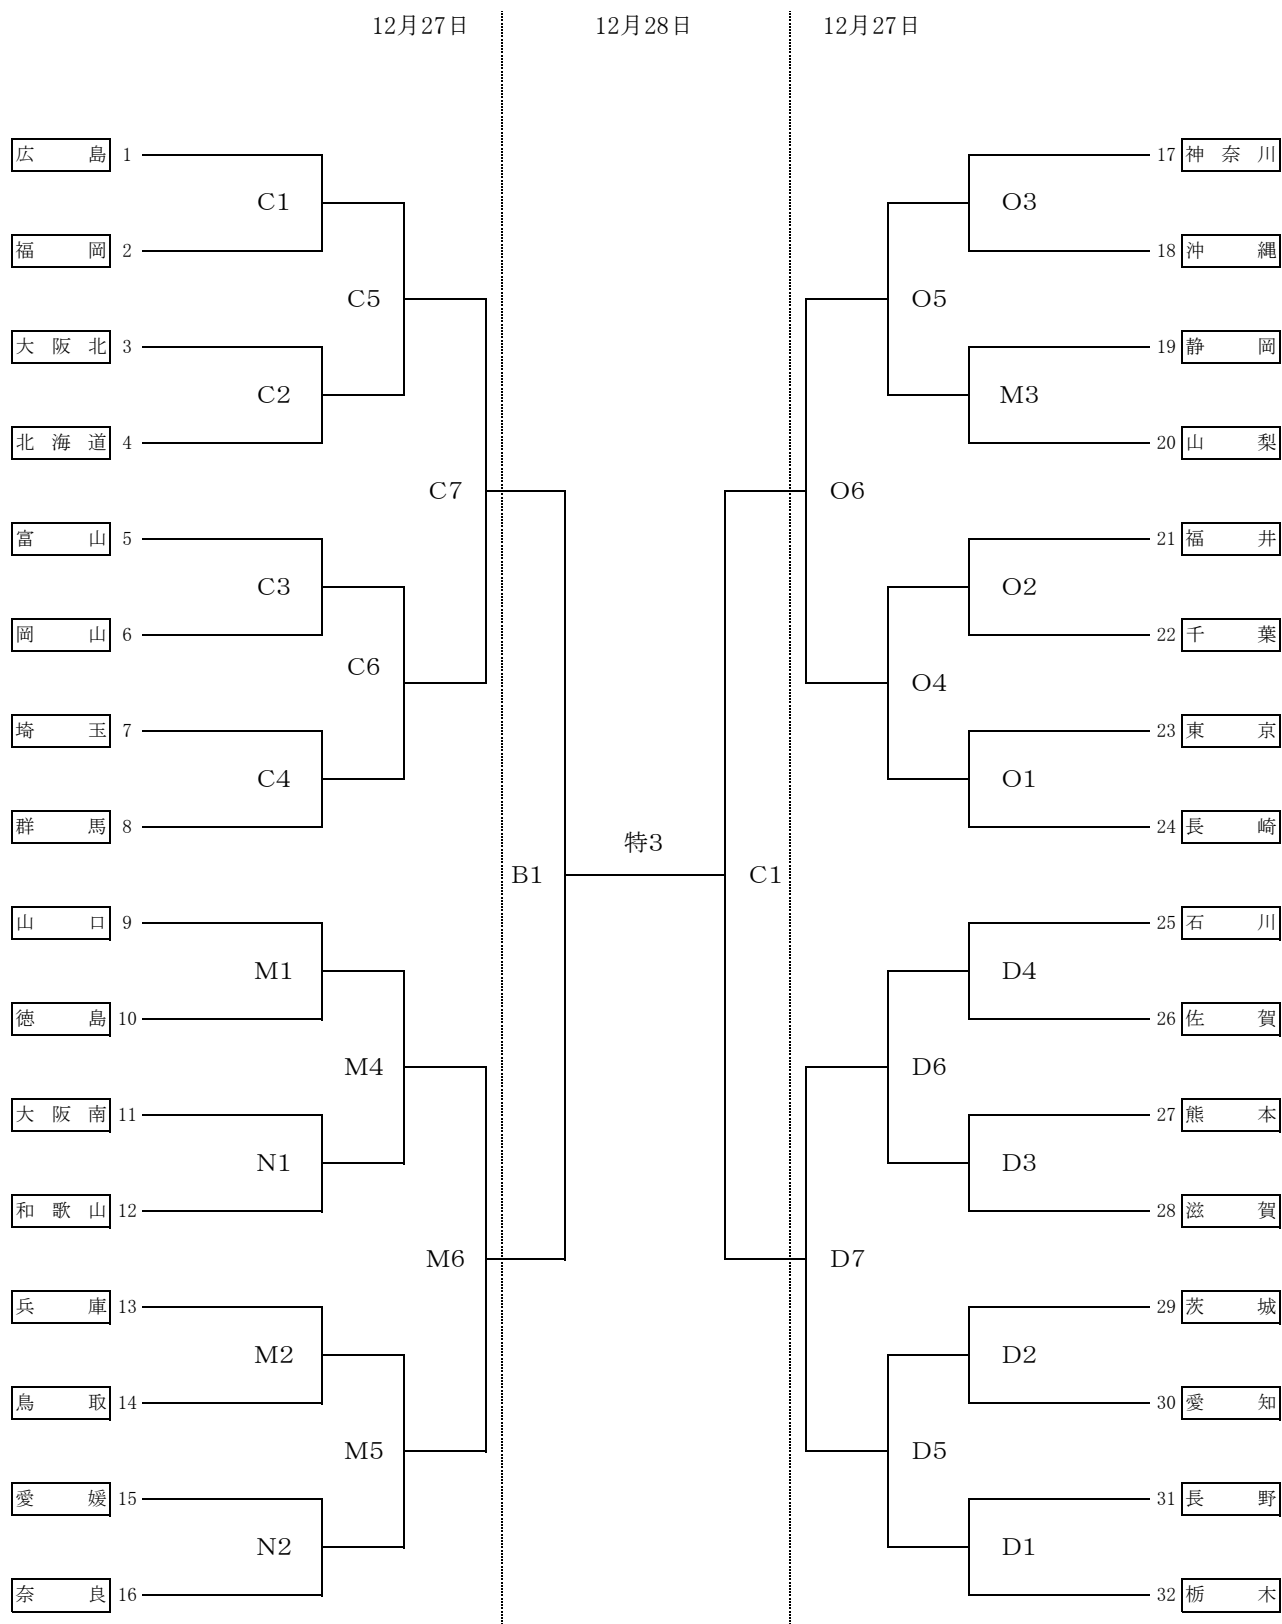 12月27日 12月28日 12月27日
広島 1
17 神奈川
C1
O3
福岡 2
18 沖縄
C5
O5
大阪北 3
19 静岡
C2
M3
北海道 4
20 山梨
C7
O6
富山 5
21 福井
C3
O2
岡山 6
22 千葉
C6
O4
埼玉 7
23 東京
C4
O1
群馬 8
24 長崎
特3
B1
C1
山口 9
25 石川
M1
D4
徳島 10
26 佐賀
M4
D6
大阪南 11
27 熊本
N1
D3
和歌山 12
28 滋賀
M6
D7
兵庫 13
29 茨城
M2
D2
鳥取 14
30 愛知
M5
D5
愛媛 15
31 長野
N2
D1
奈良 16
32 栃木